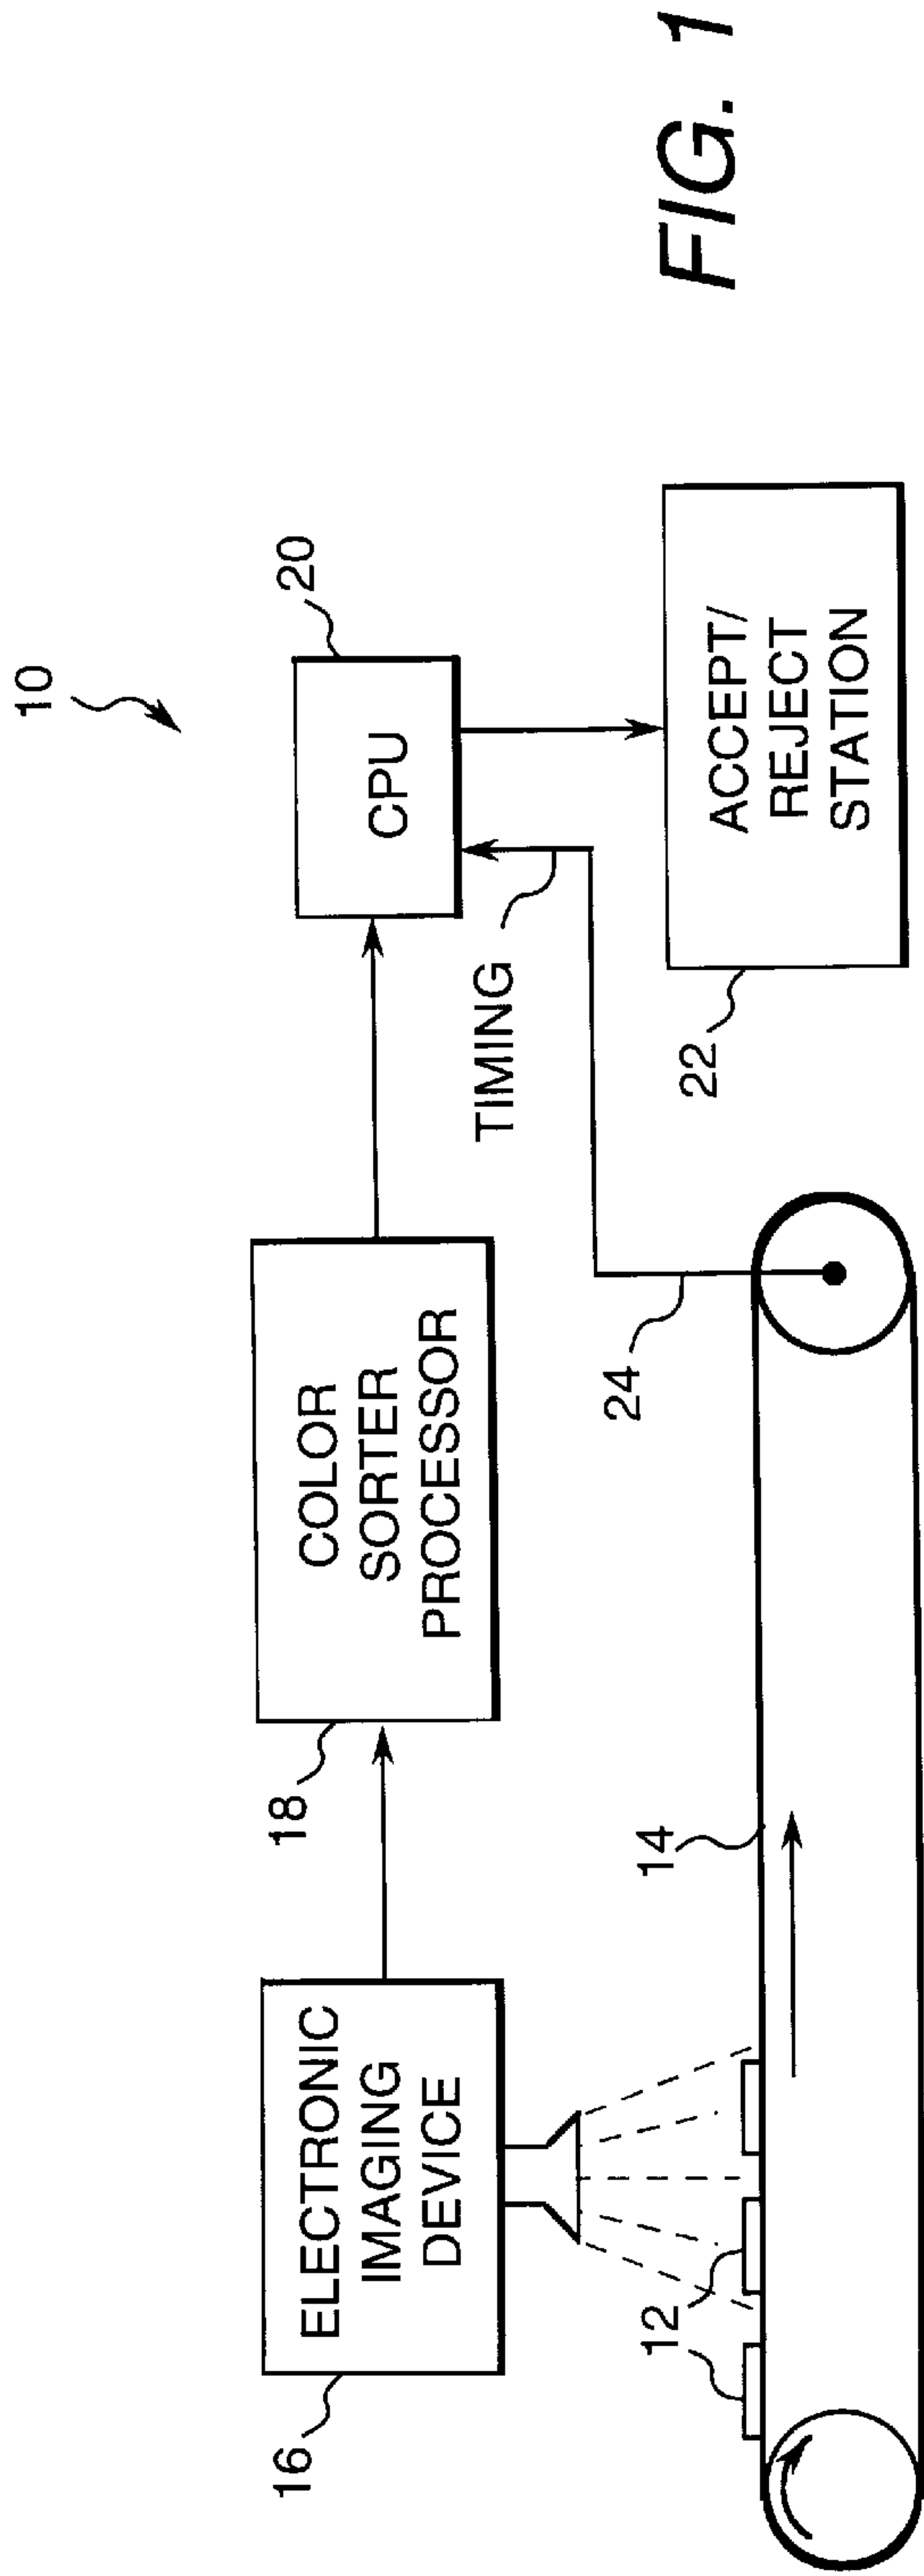 10
ELECTRONIC
IMAGING
DEVICE
16
COLOR
SORTER
PROCESSOR
18
CPU
20
TIMING
ACCEPT/
REJECT
STATION
22
24
14
12
FIG. 1